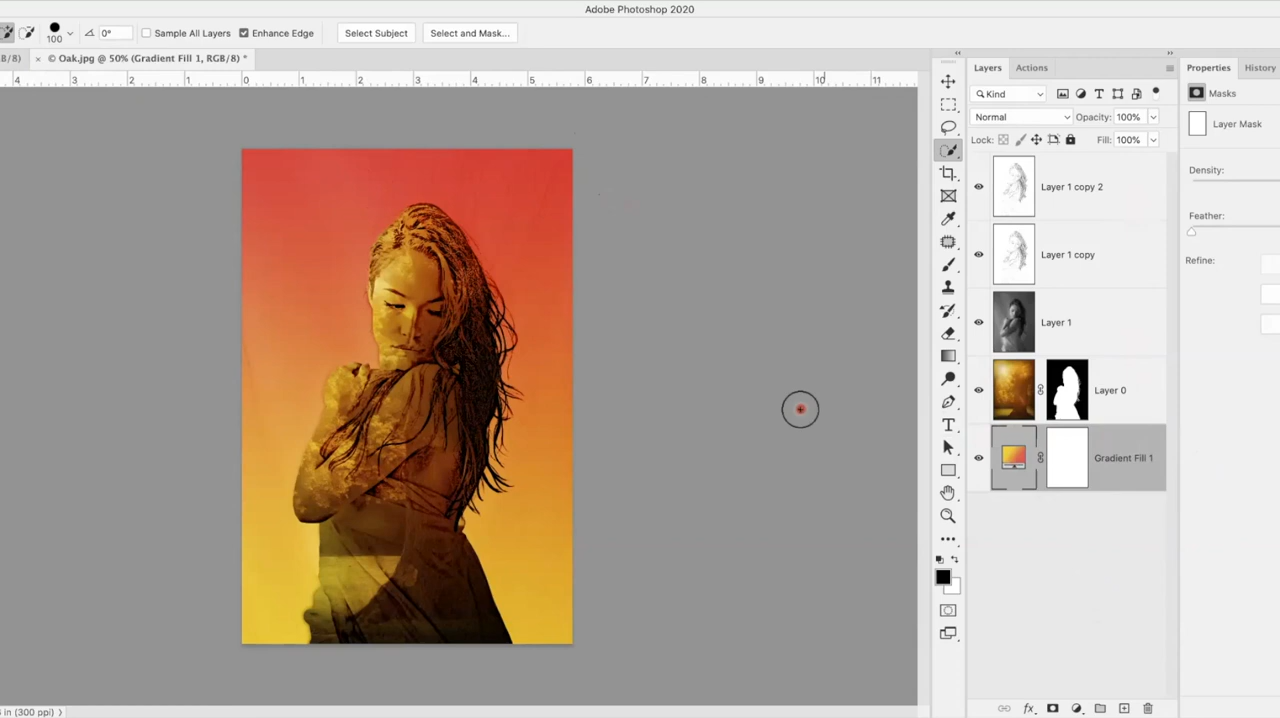 Adobe Photoshop 2020
100
0°
Sample All Layers
Enhance Edge
Select Subject
Select and Mask...
B/8)
× © Oak.jpg @ 50% (Gradient Fill 1, RGB/8) *
4 3 2 1 0 1 2 3 4 5 6 7 8 9 10 11
Layers Actions
Properties History
Kind
Masks
Normal
Opacity: 100%
Layer Mask
Lock:
Fill: 100%
Density:
Layer 1 copy 2
Feather:
Layer 1 copy
Refine:
Layer 1
Layer 0
Gradient Fill 1
in (300 ppi)